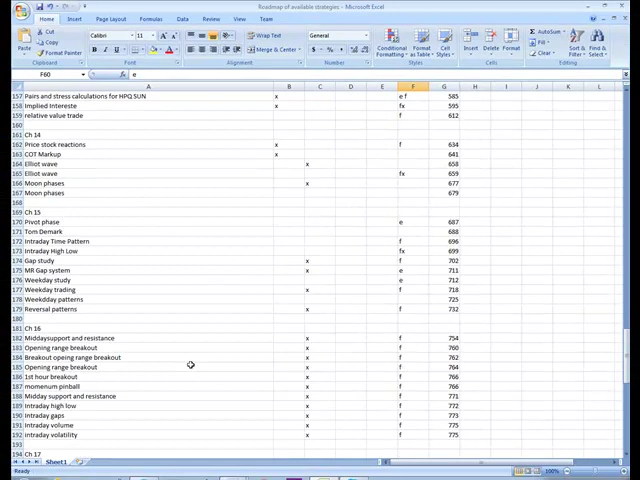 Roadmap of available strategies - Microsoft Excel
Home Insert Page Layout Formulas Data Review View Team
Cut
Copy
Format Painter
Clipboard
Calibri 11
B I U
Font
Wrap Text
Merge & Center
Alignment
General
$ % ,
Number
Conditional Formatting
Format as Table
Cell Styles
Styles
Insert Delete Format
Cells
AutoSum
Fill
Clear
Sort & Filter
Find & Select
Editing
F60 fx e
A B C D E F G H I J K L
157 Pairs and stress calculations for HPQ SUN x e f 585
158 Implied Intereste x fx 595
159 relative value trade f 612
160
161 Ch 14
162 Price stock reactions x f 634
163 COT Markup x 641
164 Elliot wave x 658
165 Elliot wave fx 659
166 Moon phases x 677
167 Moon phases 679
168
169 Ch 15
170 Pivot phase e 687
171 Tom Demark 688
172 Intraday Time Pattern f 696
173 Intraday High Low fx 699
174 Gap study x f 702
175 MR Gap system x e 711
176 Weekday study e 712
177 Weekday trading x f 718
178 Weekdday patterns 725
179 Reversal patterns x f 732
180
181 Ch 16
182 Middaysupport and resistance x f 754
183 Opening range breakout x f 760
184 Breakout opeing range breakout x f 762
185 Opening range breakout x f 764
186 1st hour breakout x f 766
187 momenum pinball x f 766
188 Midday support and resistance x f 771
189 Intraday high low x f 772
190 Intraday gaps x f 773
191 Intraday volume x f 775
192 Intraday volatility x f 775
193
194 Ch 17
Sheet1
Ready 100%